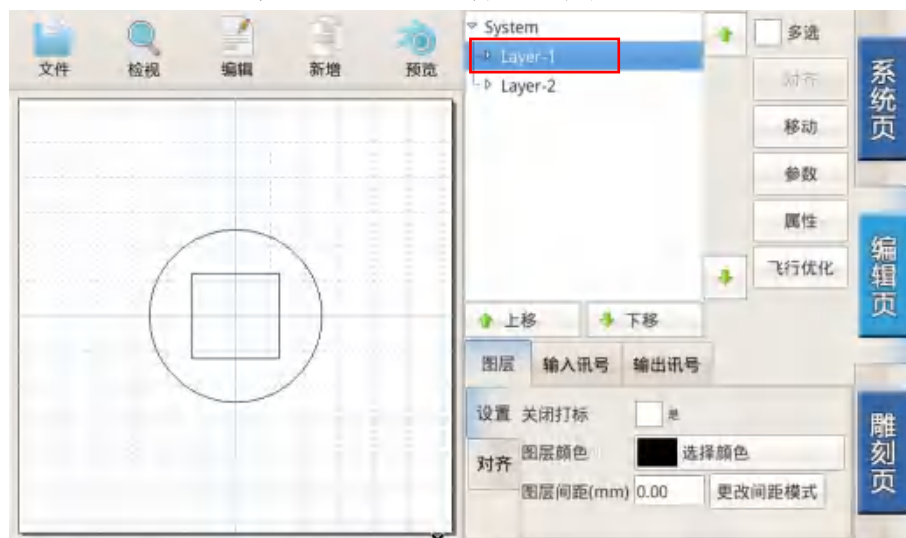 文件 检视 编辑 新增 预览
System
Layer-1
Layer-2
上移 下移
多选
对齐
移动
参数
属性
飞行优化
图层 输入讯号 输出讯号
设置 关闭打标 是
对齐 图层颜色 选择颜色
图层间距(mm) 0.00 更改间距模式
系统页
编辑页
雕刻页